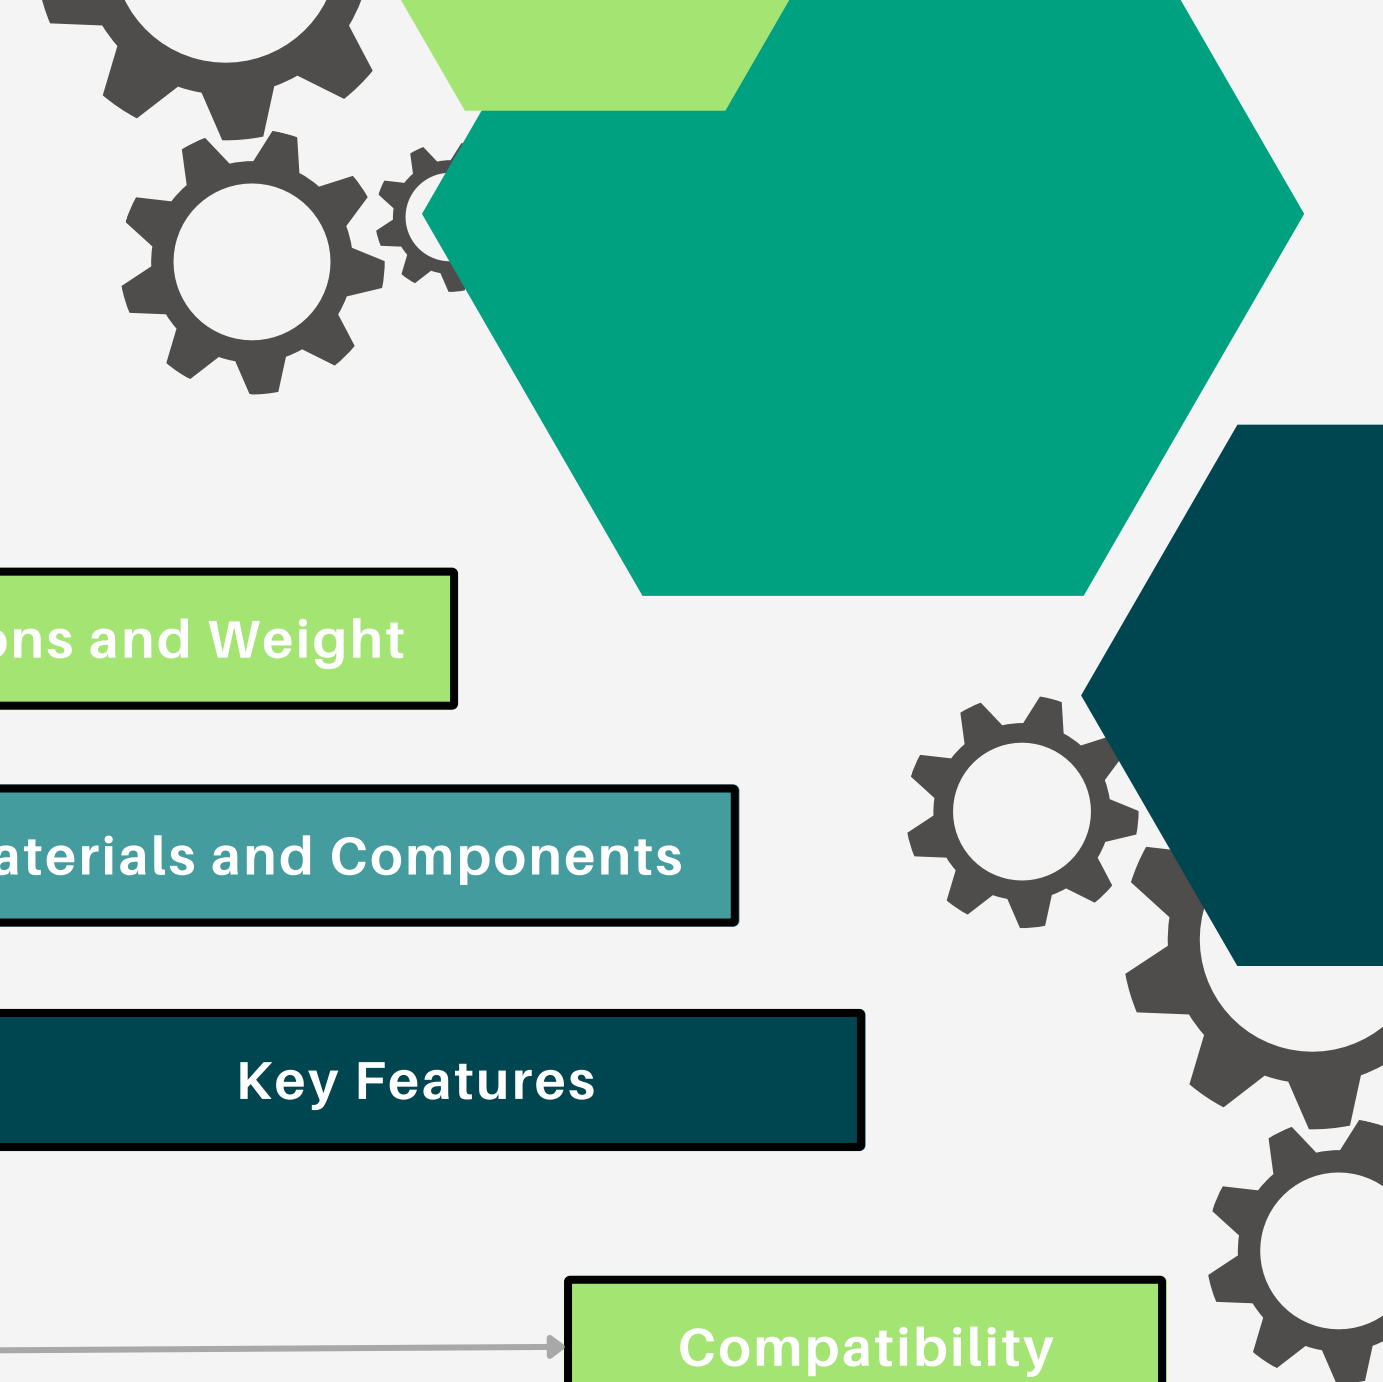 ons and Weight
aterials and Components
Key Features
Compatibility